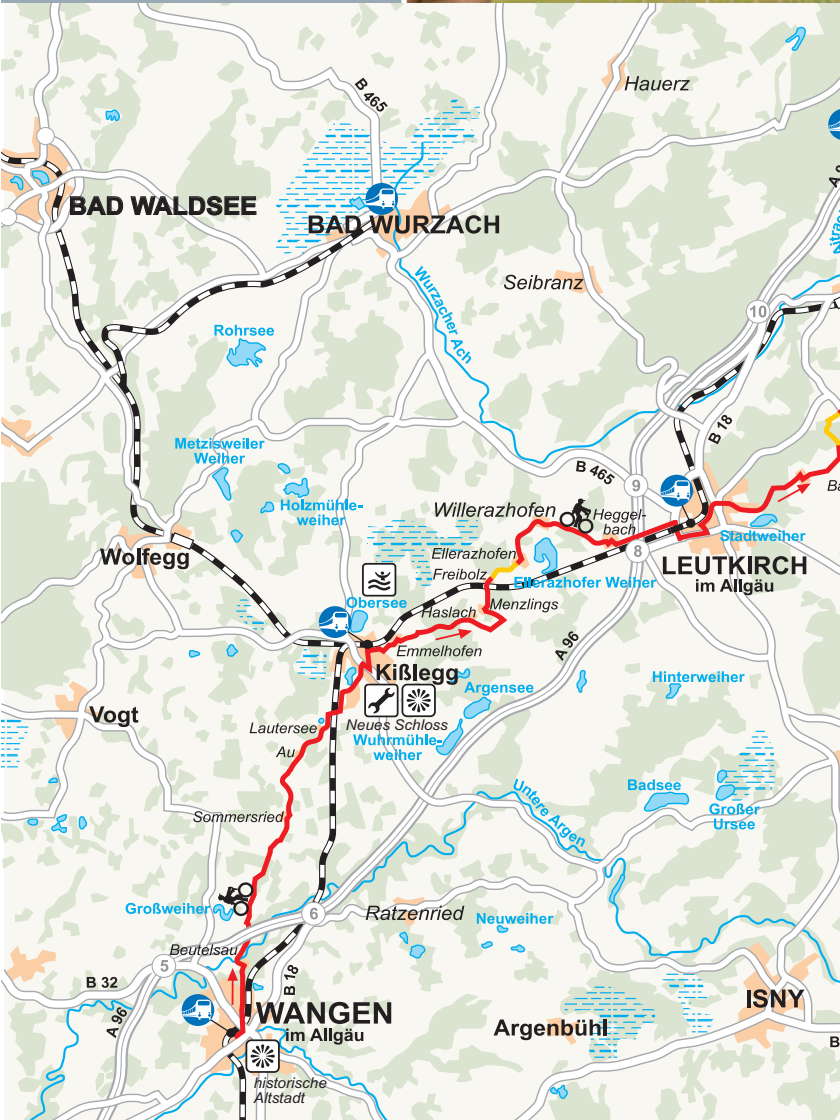 Hauerz
B 465
BAD WALDSEE
BAD WURZACH
Seibranz
Wurzacher Ach
Rohrsee
10
Metzisweiler
Weiher
B 18
B 465
9
Holzmühle-
weiher
Willerazhofen
Heggel-
bach
Stadtweiher
8
Ellerazhofen
Wolfegg
Freibolz
Ellerazhofer Weiher
LEUTKIRCH
im Allgäu
Obersee
Haslach
Menzlings
Emmelhofen
A 96
Kißlegg
Argensee
Hinterweiher
Vogt
Neues Schloss
Lautersee
Wuhrmühle-
weiher
Au
Untere Argen
Badsee
Großer
Ursee
Sommersried
Großweiher
6
Ratzenried
Neuweiher
Beutelsau
5
B 32
B 18
A 96
WANGEN
im Allgäu
ISNY
Argenbühl
historische
Altstadt